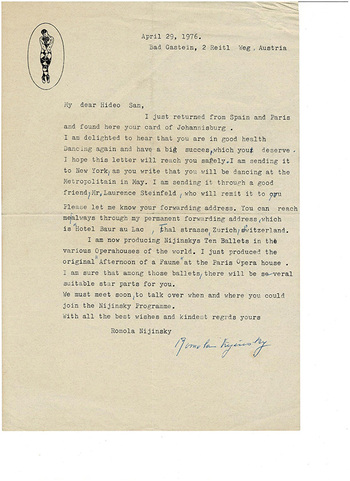 April 29, 1976.
Bad Gastein, 2 Reitl Weg. Austria
My dear Hideo San,
I just returned from Spain and Paris
and found here your card of Johannisburg .
I am delighted to hear that you are in good health
Dancing again and have a big succes,which you deserve .
I hope this letter will reach you safely.I am sending it
to New York, as you write that you will be dancing at the
Metropolitain in May. I am sending it through a good
friend, Mr, Laurence Steinfeld, who will remit it to you
Please let me know your forwarding address. You can reach
me always through my permanent forwarding address,which
is Hotel Baur au Lac , Thal strasse, Zurich, Switzerland.
I am now producing Nijinskys Ten Ballets in the
various Operahouses of the world. I just produced the
original "Afternoon of a Faune" at the Paris Opera house .
I am sure that among those ballets, there will be se-veral
suitable star parts for you.
We must meet soon, to talk over when and where you could
join the Nijinsky Programme.
With all the best wishes and kindest regards yours
Romola Nijinsky
Romola Nijinsky